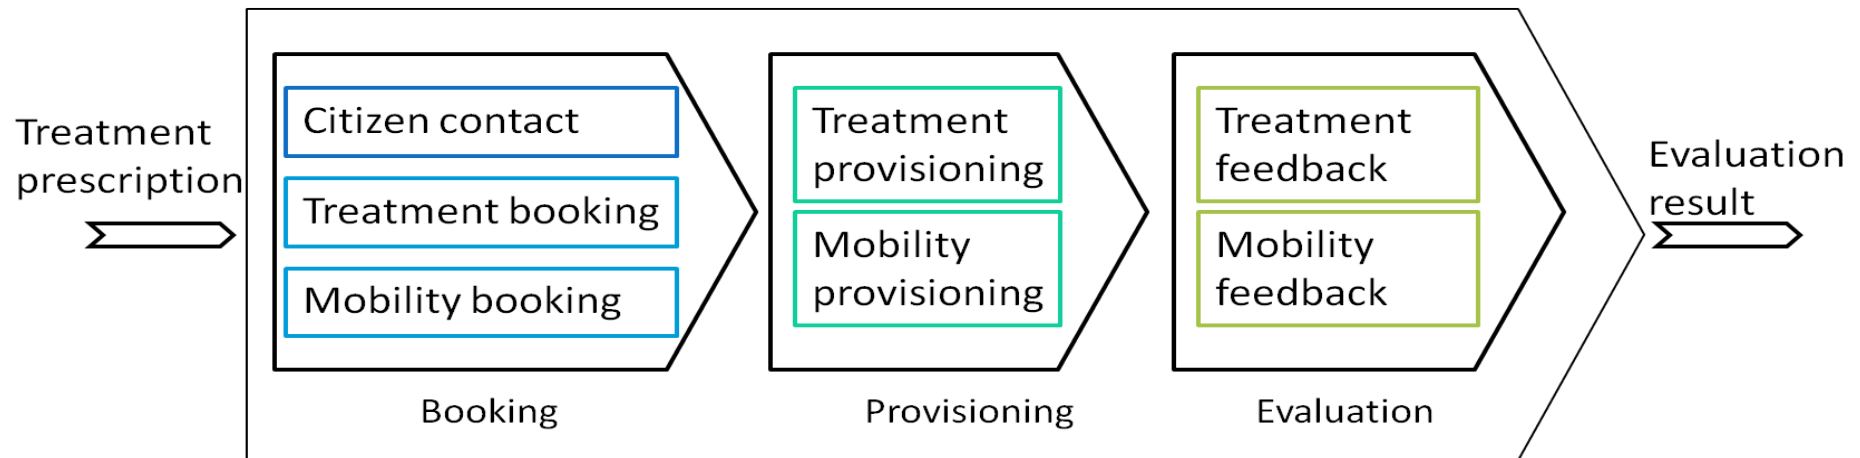 Treatment
prescription
Citizen contact
Treatment booking
Mobility booking
Booking
Treatment
provisioning
Mobility
provisioning
Provisioning
Treatment
feedback
Mobility
feedback
Evaluation
Evaluation
result